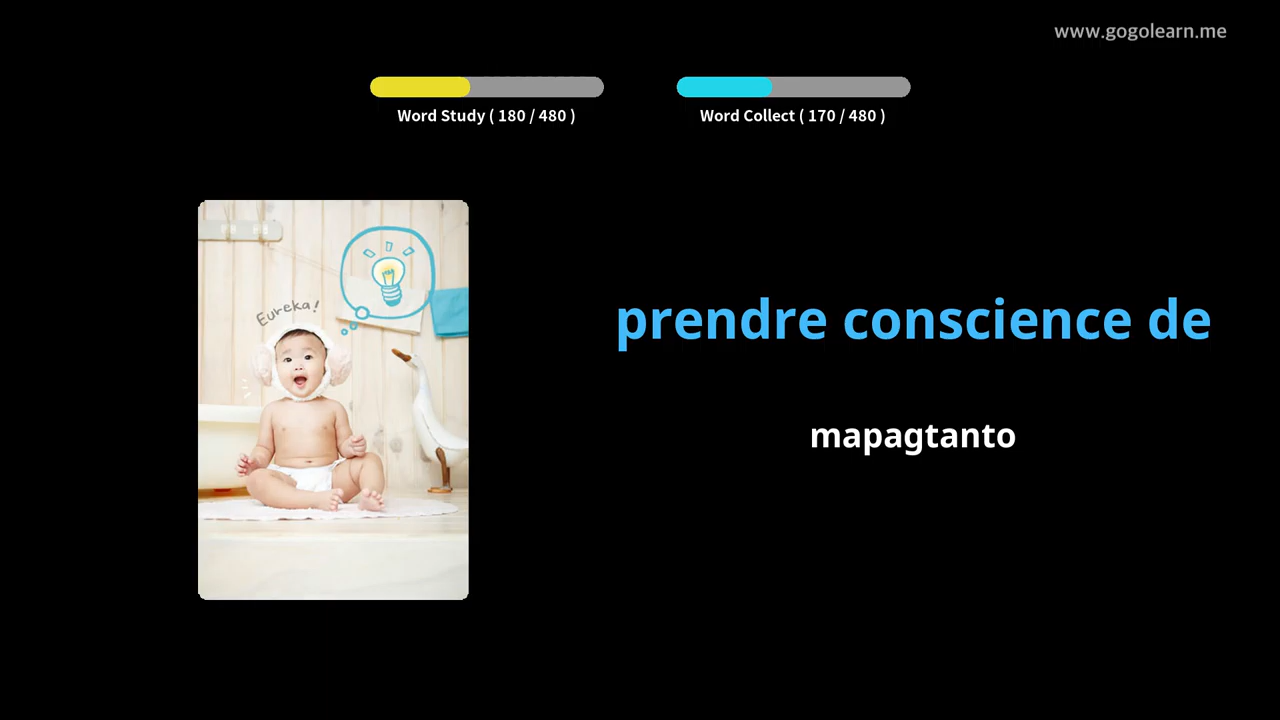 www.gogolearn.me
Word Study ( 180 / 480 )
Word Collect ( 170 / 480 )
Eureka!
prendre conscience de
mapagtanto